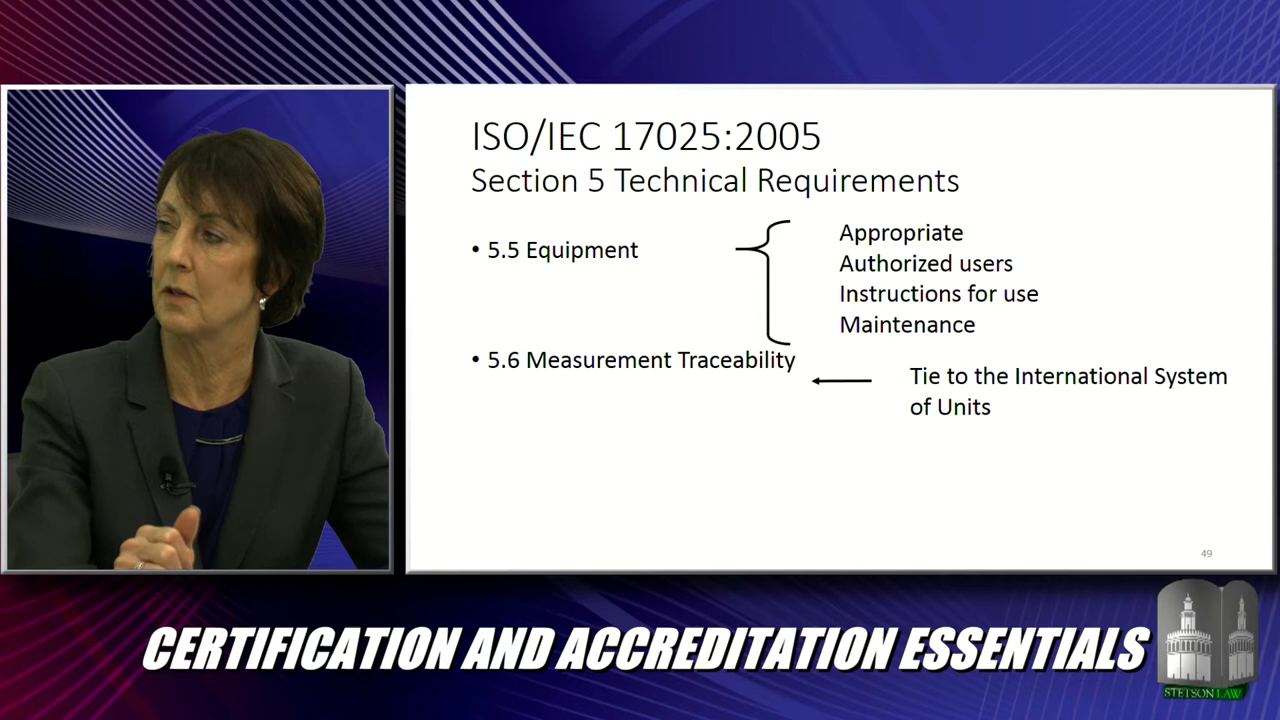 ISO/IEC 17025:2005
Section 5 Technical Requirements
• 5.5 Equipment
Appropriate
Authorized users
Instructions for use
Maintenance
• 5.6 Measurement Traceability
Tie to the International System
of Units
49
CERTIFICATION AND ACCREDITATION ESSENTIALS
STETSON LAW